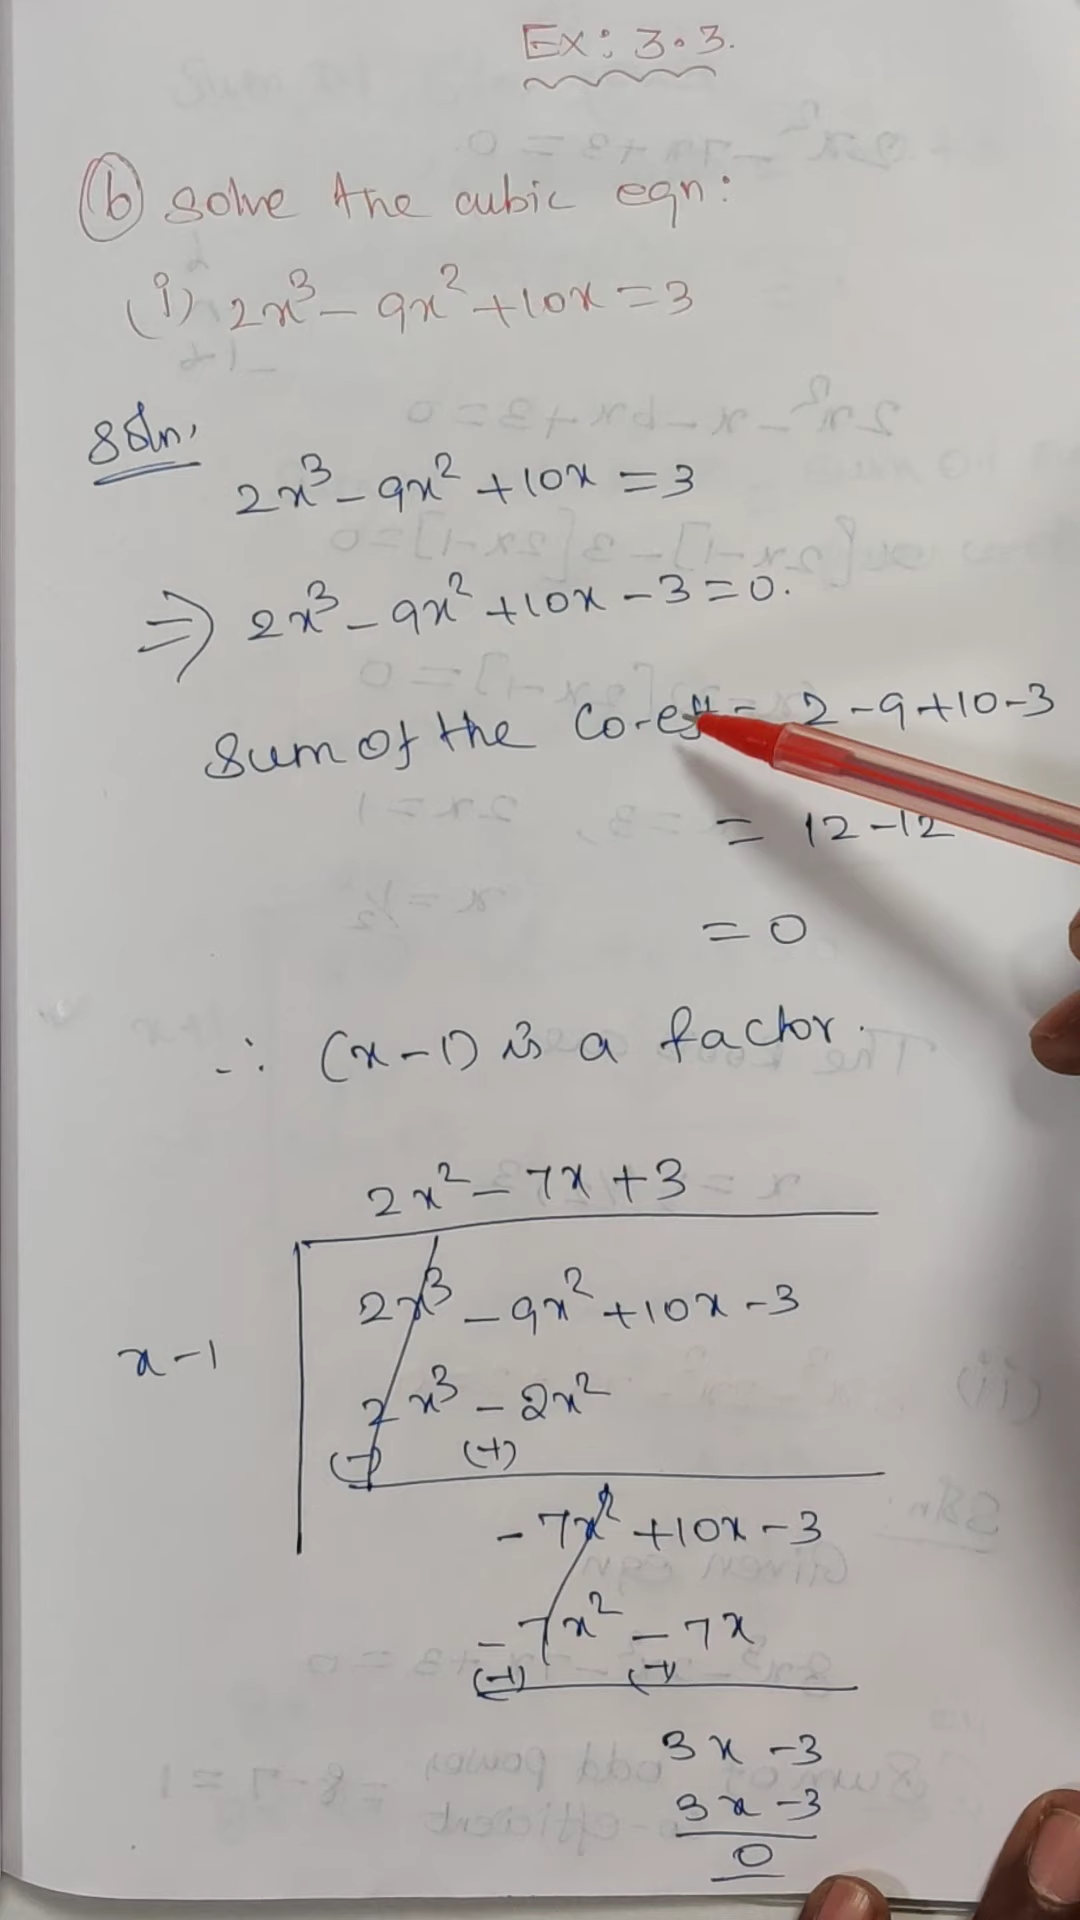 Ex: 3.3.
(b) solve the cubic eqn:
(i) 2x³ - 9x² + 10x = 3
Soln,
2x³ - 9x² + 10x = 3
⇒ 2x³ - 9x² + 10x - 3 = 0.
Sum of the Co-eff = 2 - 9 + 10 - 3
= 12 - 12
= 0
∴ (x - 1) is a factor.
2x² - 7x + 3
2x³ - 9x² + 10x - 3
x - 1
2x³ - 2x²
(-) (+)
- 7x² + 10x - 3
- 7x² - 7x
(+) (-)
3x - 3
3x - 3
0